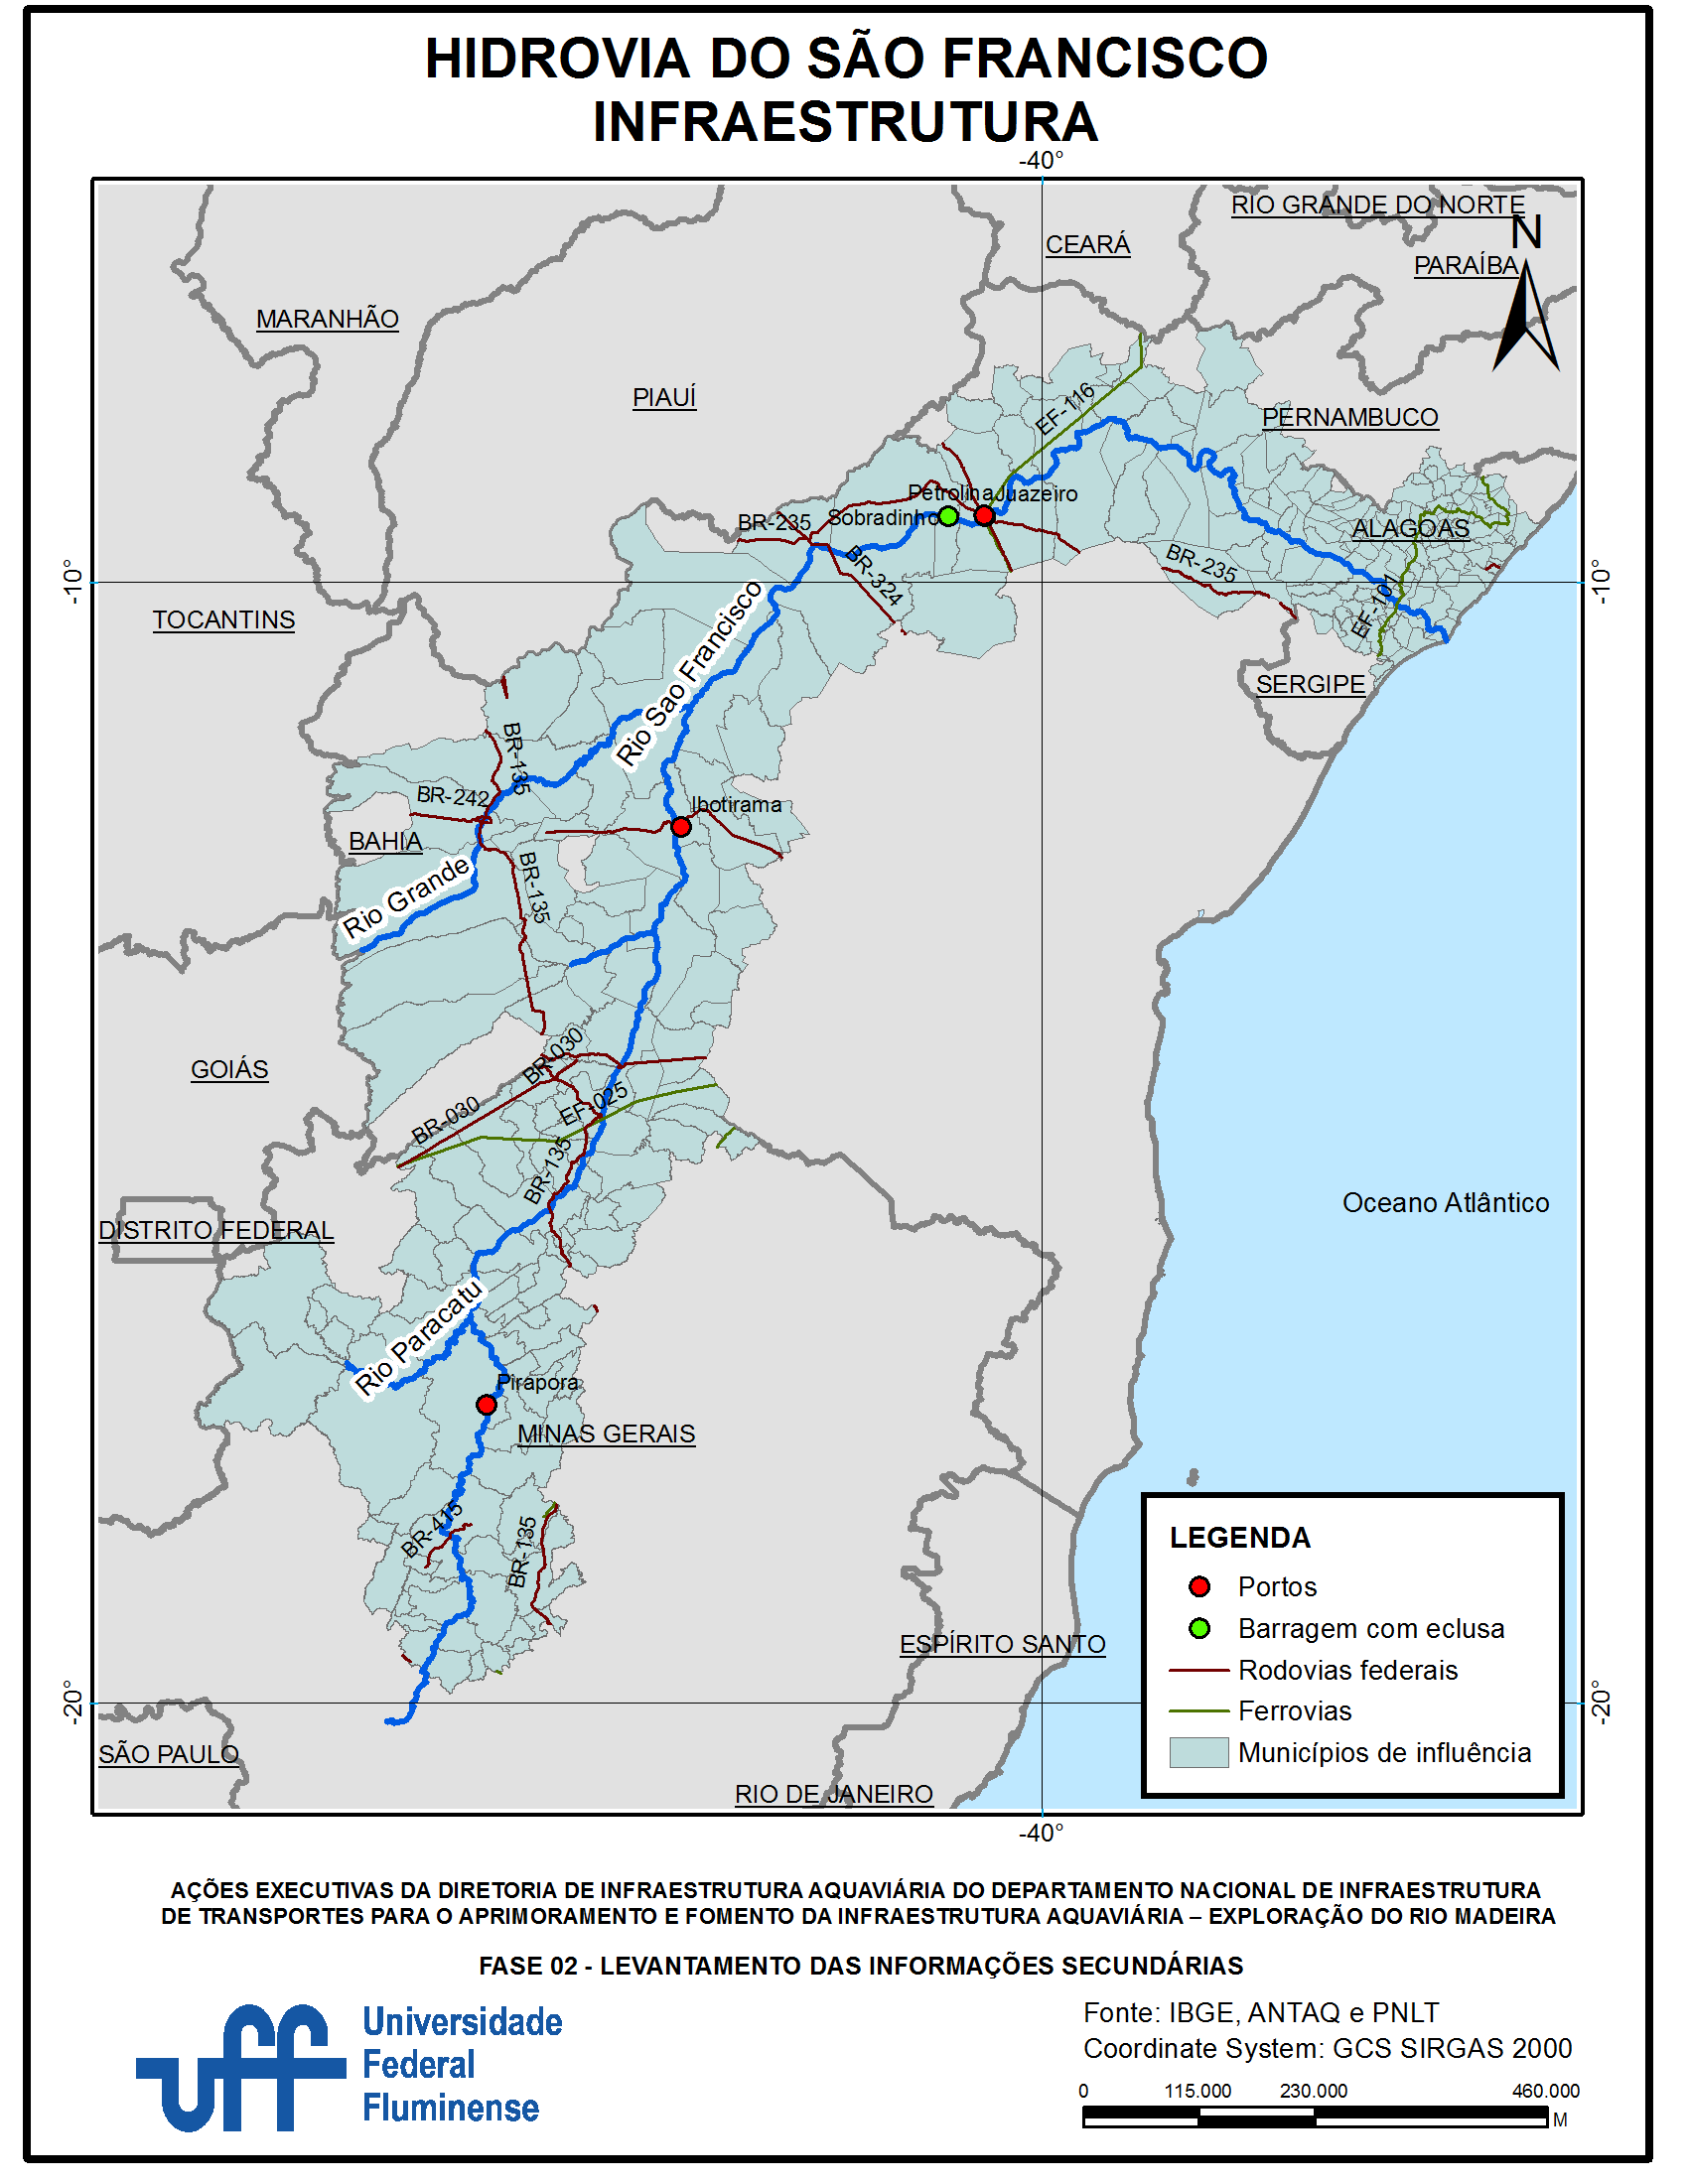 HIDROVIA DO SÃO FRANCISCO
INFRAESTRUTURA
-40°
RIO GRANDE DO NORTE
N
CEARÁ
PARAÍBA
MARANHÃO
PIAUÍ
EF-116
PERNAMBUCO
Petrolina Juazeiro
Sobradinho
BR-235
ALAGOAS
BR-324
BR-235
-10°
-10°
EF-101
TOCANTINS
Rio Sao Francisco
SERGIPE
BR-135
BR-242
Ibotirama
BAHIA
Rio Grande
BR-135
BR-030
GOIÁS
BR-030
EF-025
BR-135
Oceano Atlântico
DISTRITO FEDERAL
Rio Paracatu
Pirapora
MINAS GERAIS
BR-415
BR-135
LEGENDA
Portos
Barragem com eclusa
Rodovias federais
Ferrovias
Municípios de influência
ESPÍRITO SANTO
-20°
-20°
SÃO PAULO
RIO DE JANEIRO
-40°
AÇÕES EXECUTIVAS DA DIRETORIA DE INFRAESTRUTURA AQUAVIÁRIA DO DEPARTAMENTO NACIONAL DE INFRAESTRUTURA
DE TRANSPORTES PARA O APRIMORAMENTO E FOMENTO DA INFRAESTRUTURA AQUAVIÁRIA – EXPLORAÇÃO DO RIO MADEIRA
FASE 02 - LEVANTAMENTO DAS INFORMAÇÕES SECUNDÁRIAS
uff
Universidade
Federal
Fluminense
Fonte: IBGE, ANTAQ e PNLT
Coordinate System: GCS SIRGAS 2000
0 115.000 230.000 460.000
M